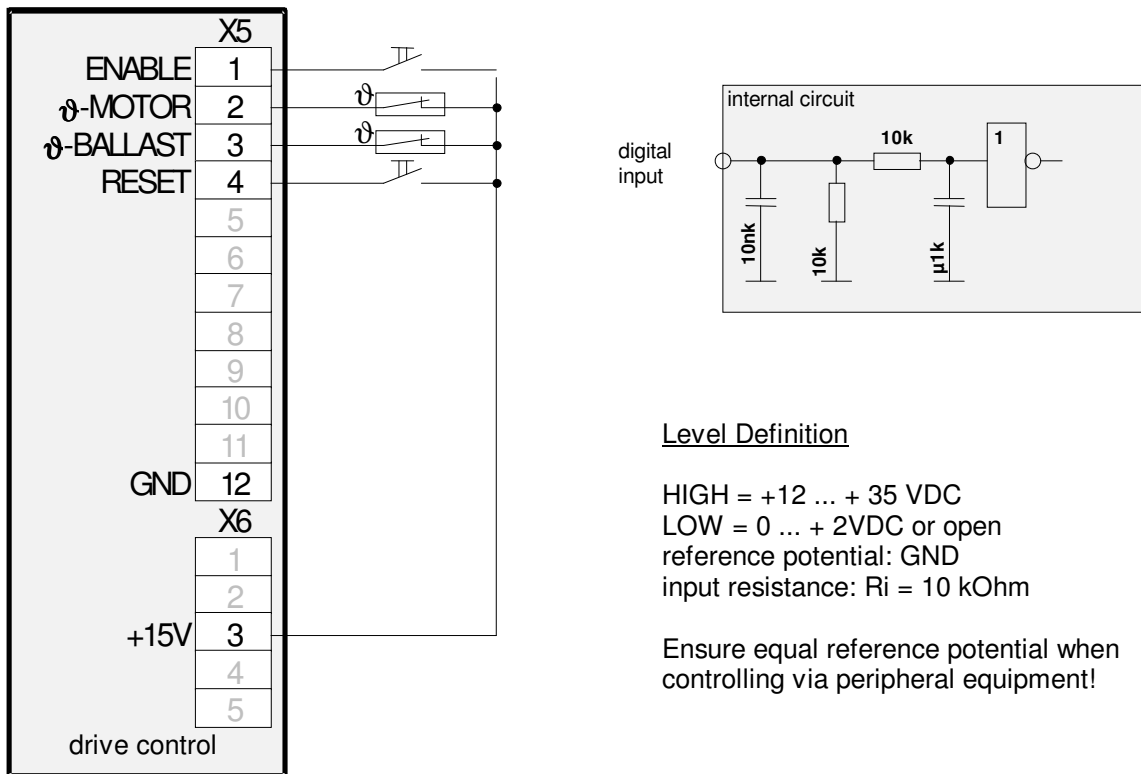 X5
ENABLE 1
ϑ-MOTOR 2
ϑ
ϑ-BALLAST 3
ϑ
RESET 4
5
6
7
8
9
10
11
GND 12
X6
1
2
+15V 3
4
5
drive control
internal circuit
digital
input
10k
1
10nk
10k
µ1k
Level Definition
HIGH = +12 ... + 35 VDC
LOW = 0 ... + 2VDC or open
reference potential: GND
input resistance: Ri = 10 kOhm
Ensure equal reference potential when
controlling via peripheral equipment!